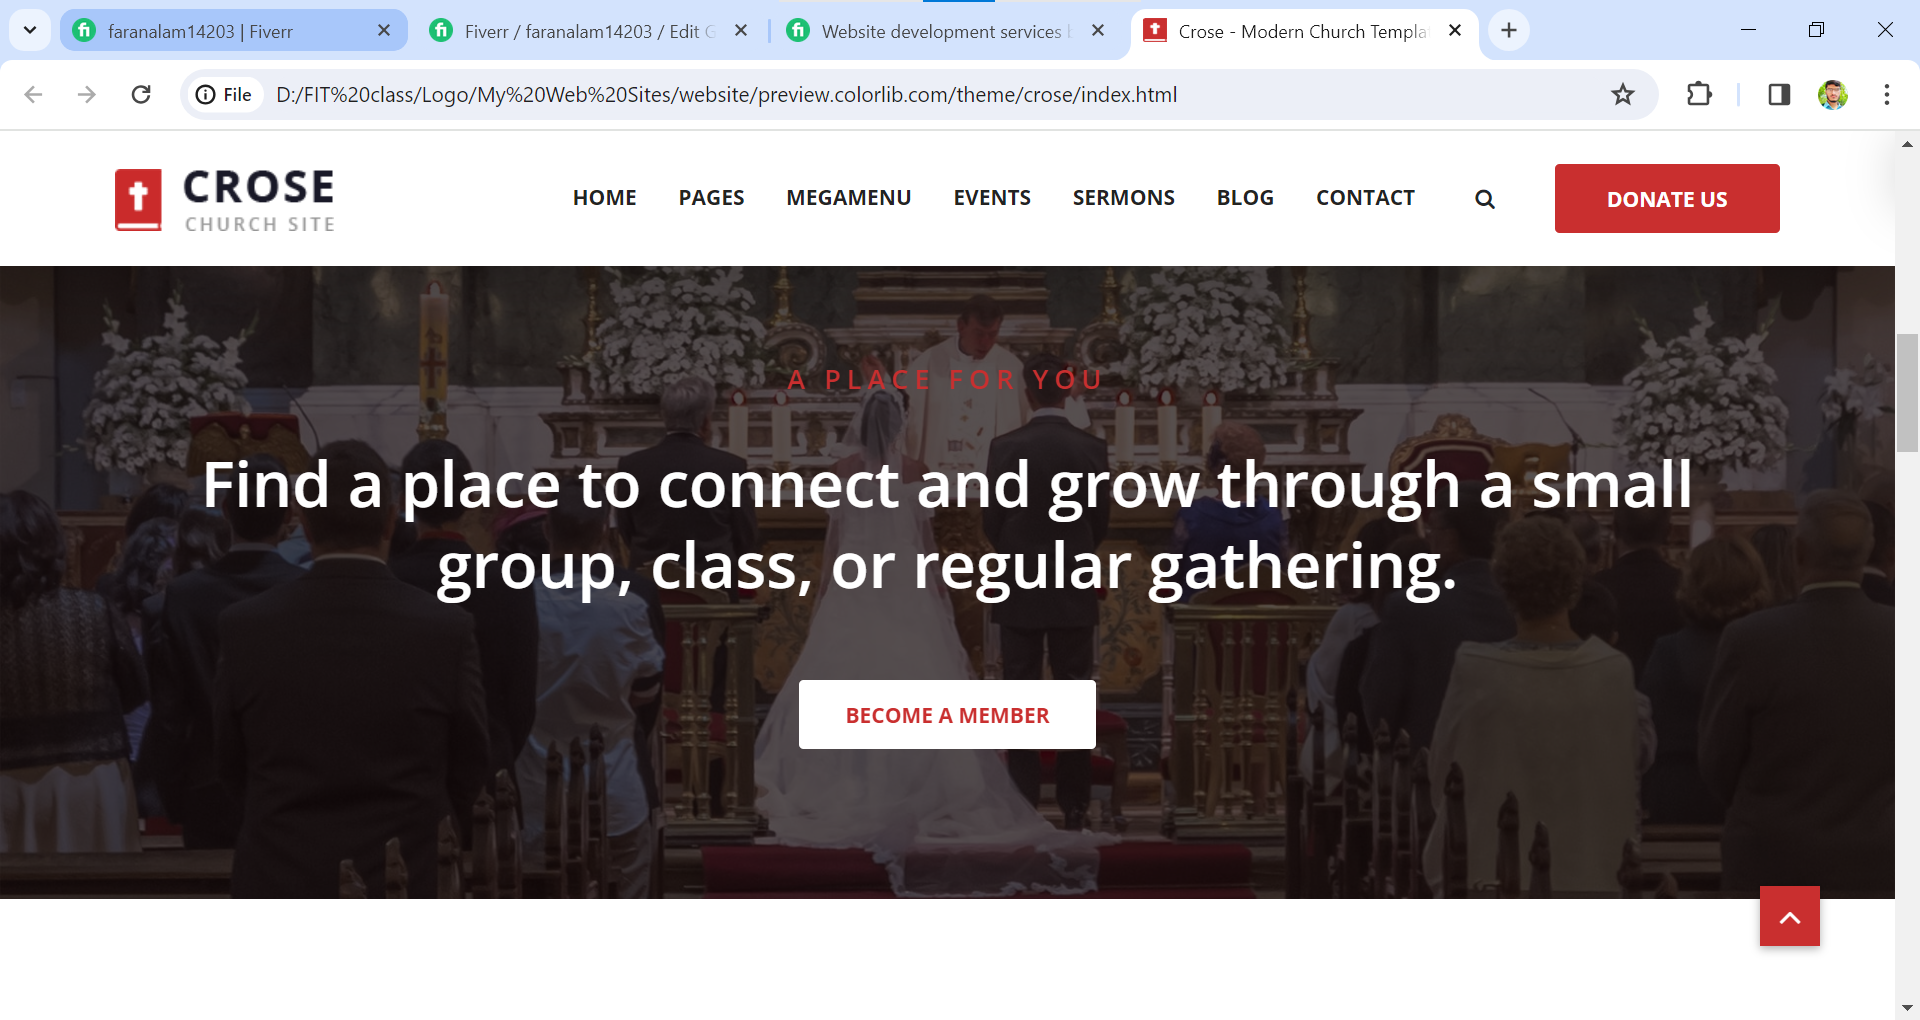 faranalam14203 | Fiverr
Fiverr / faranalam14203 / Edit G
Website development services
Crose - Modern Church Templa
File
D:/FIT%20class/Logo/My%20Web%20Sites/website/preview.colorlib.com/theme/crose/index.html
CROSE
CHURCH SITE
HOME
PAGES
MEGAMENU
EVENTS
SERMONS
BLOG
CONTACT
DONATE US
A PLACE FOR YOU
Find a place to connect and grow through a small
group, class, or regular gathering.
BECOME A MEMBER